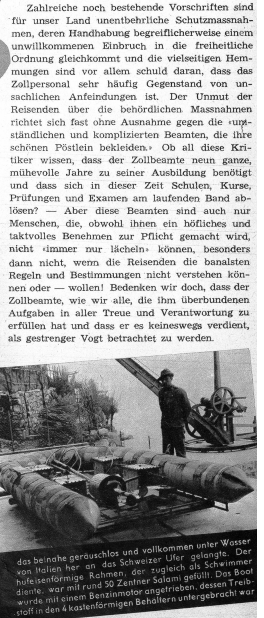 Zahlreiche noch bestehende Vorschriften sind
für unser Land unentbehrliche Schutzmassnah-
men, deren Handhabung begreiflicherweise einem
unwillkommenen Einbruch in die freiheitliche
Ordnung gleichkommt und die vielseitigen Hem-
mungen sind vor allem schuld daran, dass das
Zollpersonal sehr häufig Gegenstand von un-
sachlichen Anfeindungen ist. Der Unmut der
Reisenden über die behördlichen Massnahmen
richtet sich fast ohne Ausnahme gegen die «um-
ständlichen und komplizierten Beamten, die ihre
schönen Pöstlein bekleiden.» Ob all diese Kri-
tiker wissen, dass der Zollbeamte neun ganze,
mühevolle Jahre zu seiner Ausbildung benötigt
und dass sich in dieser Zeit Schulen, Kurse,
Prüfungen und Examen am laufenden Band ab-
lösen? — Aber diese Beamten sind auch nur
Menschen, die, obwohl ihnen ein höfliches und
taktvolles Benehmen zur Pflicht gemacht wird,
nicht «immer nur lächeln» können, besonders
dann nicht, wenn die Reisenden die banalsten
Regeln und Bestimmungen nicht verstehen kön-
nen oder — wollen! Bedenken wir doch, dass der
Zollbeamte, wie wir alle, die ihm überbundenen
Aufgaben in aller Treue und Verantwortung zu
erfüllen hat und dass er es keineswegs verdient,
als gestrenger Vogt betrachtet zu werden.
das beinahe geräuschlos und vollkommen unter Wasser
von Italien her an das Schweizer Ufer gelangte. Der
hufeisenförmige Rahmen, der zugleich als Schwimmer
diente, war mit rund 50 Zentner Salami gefüllt. Das Boot
wurde mit einem Benzinmotor angetrieben, dessen Treib-
stoff in den 4 kastenförmigen Behältern untergebracht war